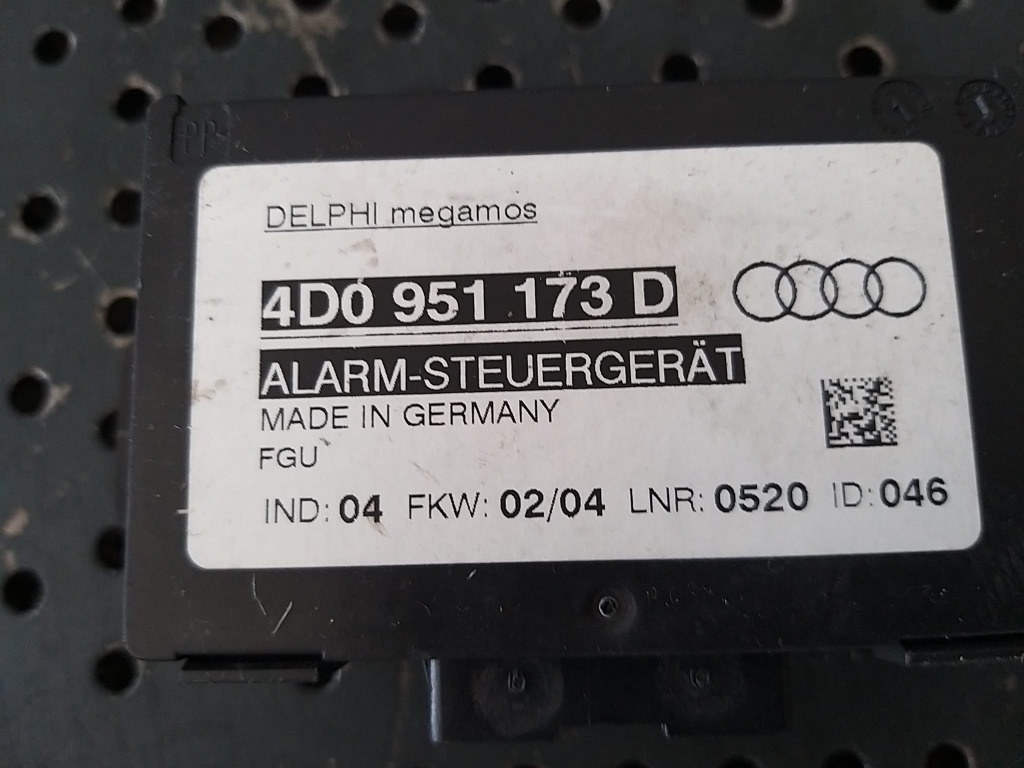 PP
DELPHI megamos
4D0 951 173 D
ALARM-STEUERGERÄT
MADE IN GERMANY
FGU
IND: 04 FKW: 02/04 LNR: 0520 ID: 046